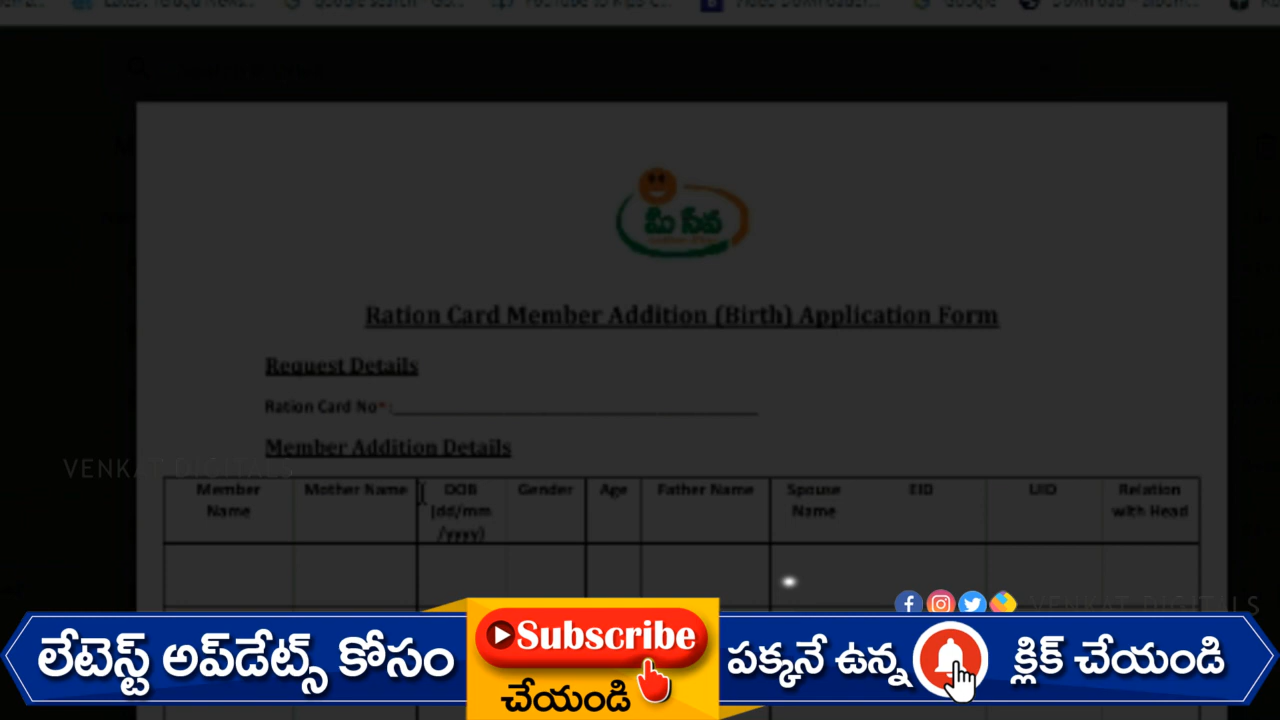 మీ సేవ
Ration Card Member Addition (Birth) Application Form
Request Details
Ration Card No* :
Member Addition Details
Member Name
Mother Name
DOB (dd/mm/yyyy)
Gender
Age
Father Name
Spouse Name
EID
UID
Relation with Head
VENKAT DIGITALS
VENKAT DIGITALS
లేటెస్ట్ అప్‌డేట్స్ కోసం
Subscribe
చేయండి
పక్కనే ఉన్న
క్లిక్ చేయండి